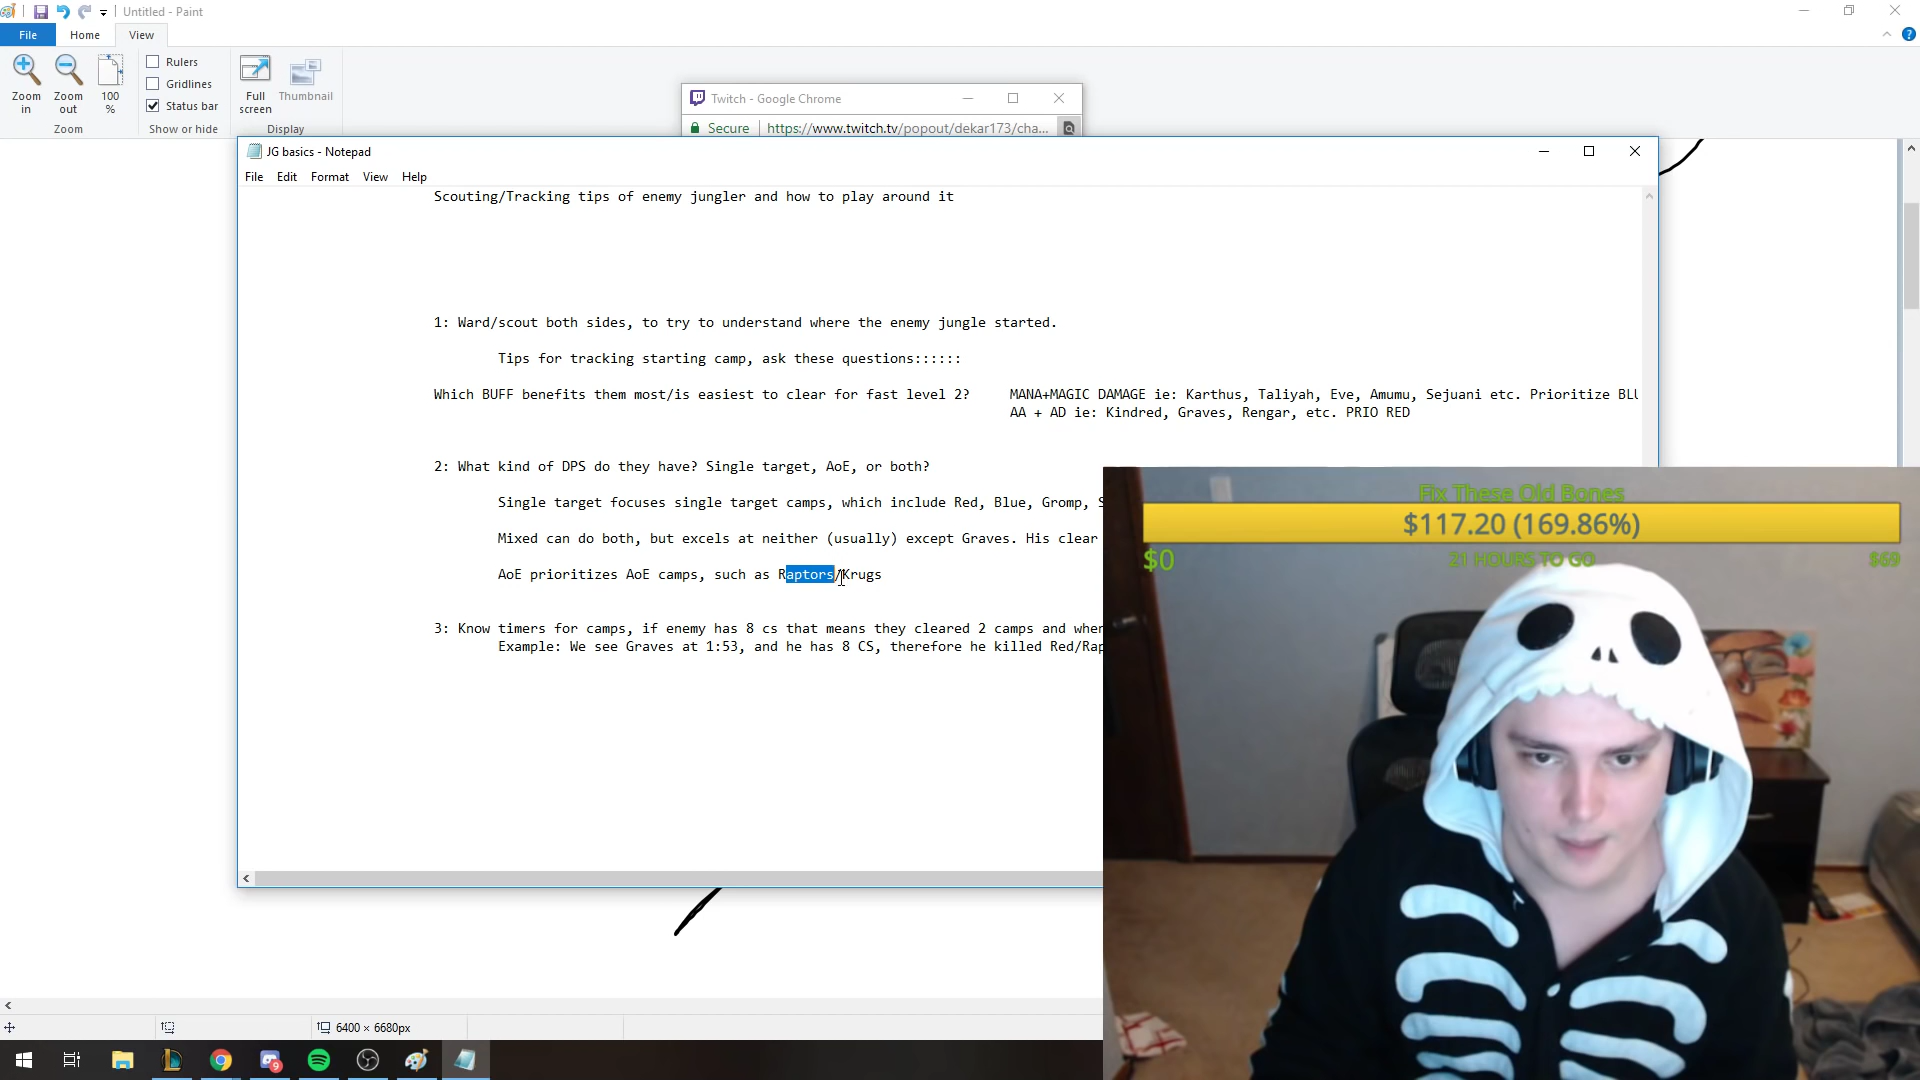 Untitled - Paint
File
Home
View
Zoom in
Zoom out
100 %
Rulers
Gridlines
Status bar
Full screen
Thumbnail
Zoom
Show or hide
Display
Twitch - Google Chrome
Secure
https://www.twitch.tv/popout/dekar173/cha...
JG basics - Notepad
File
Edit
Format
View
Help
Scouting/Tracking tips of enemy jungler and how to play around it
1: Ward/scout both sides, to try to understand where the enemy jungle started.
Tips for tracking starting camp, ask these questions::::::
Which BUFF benefits them most/is easiest to clear for fast level 2? MANA+MAGIC DAMAGE ie: Karthus, Taliyah, Eve, Amumu, Sejuani etc. Prioritize BLU
AA + AD ie: Kindred, Graves, Rengar, etc. PRIO RED
2: What kind of DPS do they have? Single target, AoE, or both?
Single target focuses single target camps, which include Red, Blue, Gromp, S
Mixed can do both, but excels at neither (usually) except Graves. His clear
AoE prioritizes AoE camps, such as Raptors/Krugs
3: Know timers for camps, if enemy has 8 cs that means they cleared 2 camps and when
Example: We see Graves at 1:53, and he has 8 CS, therefore he killed Red/Rap
Fix These Old Bones
$117.20 (169.86%)
$0
21 HOURS TO GO
$69
6400 × 6680px
9